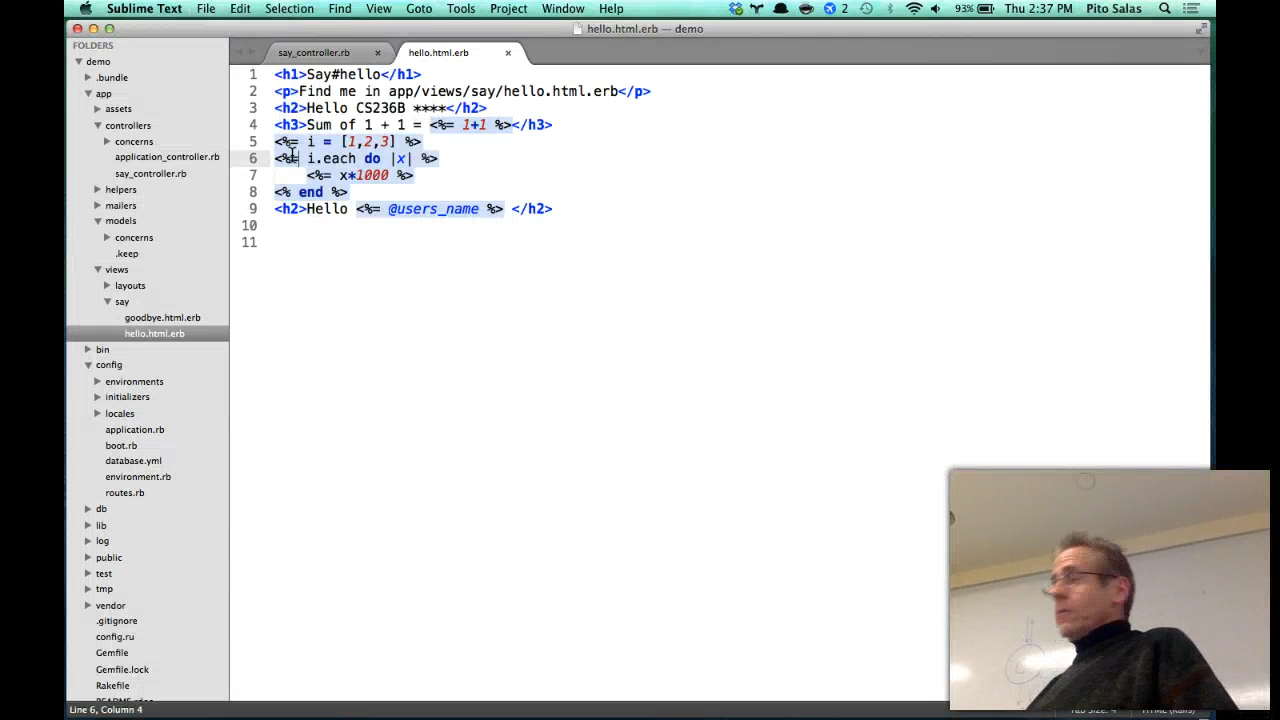 Sublime Text File Edit Selection Find View Goto Tools Project Window Help 2 93% Thu 2:37 PM Pito Salas
hello.html.erb — demo
FOLDERS
demo
.bundle
app
assets
controllers
concerns
application_controller.rb
say_controller.rb
helpers
mailers
models
concerns
.keep
views
layouts
say
goodbye.html.erb
hello.html.erb
bin
config
environments
initializers
locales
application.rb
boot.rb
database.yml
environment.rb
routes.rb
db
lib
log
public
test
tmp
vendor
.gitignore
config.ru
Gemfile
Gemfile.lock
Rakefile
say_controller.rb × hello.html.erb ×
1 <h1>Say#hello</h1>
2 <p>Find me in app/views/say/hello.html.erb</p>
3 <h2>Hello CS236B ****</h2>
4 <h3>Sum of 1 + 1 = <%= 1+1 %></h3>
5 <%= i = [1,2,3] %>
6 <%= i.each do |x| %>
7 <%= x*1000 %>
8 <% end %>
9 <h2>Hello <%= @users_name %> </h2>
10
11
Line 6, Column 4